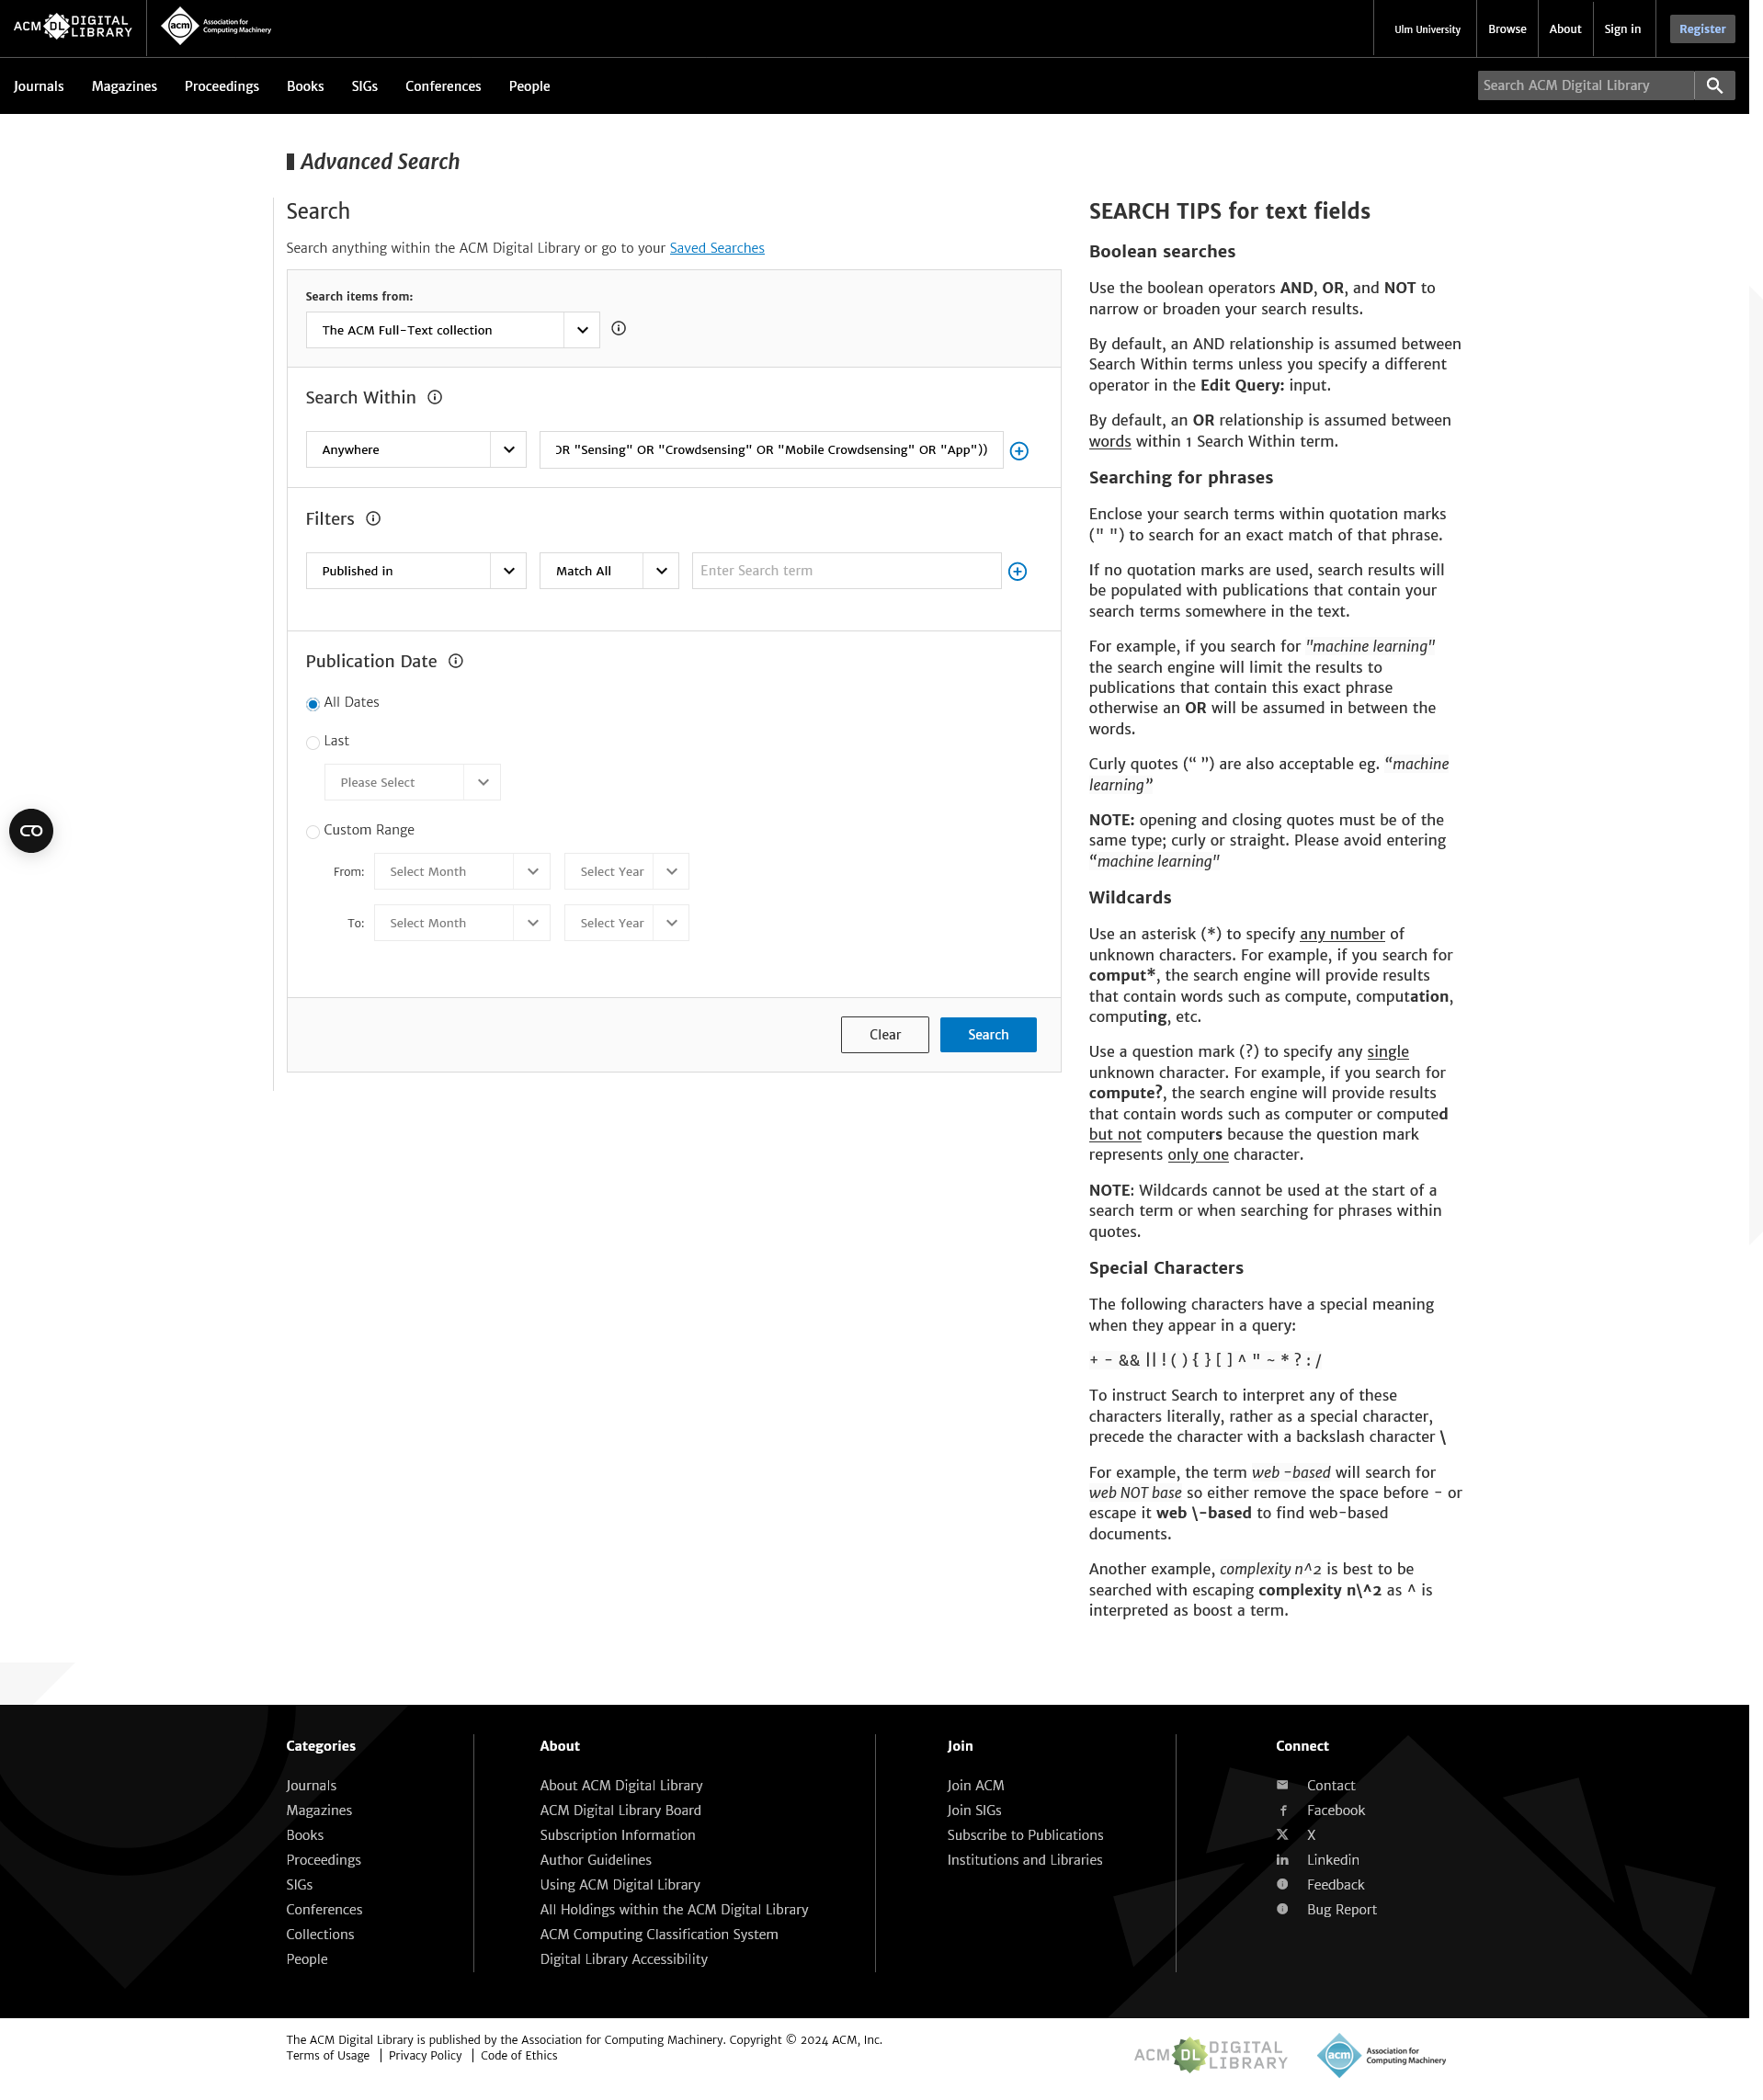 ACM DL DIGITAL LIBRARY
acm Association for Computing Machinery
Ulm University
Browse
About
Sign in
Register
Journals
Magazines
Proceedings
Books
SIGs
Conferences
People
Search ACM Digital Library
Advanced Search
Search
Search anything within the ACM Digital Library or go to your Saved Searches
Search items from:
The ACM Full-Text collection
Search Within
Anywhere
OR "Sensing" OR "Crowdsensing" OR "Mobile Crowdsensing" OR "App"))
Filters
Published in
Match All
Enter Search term
Publication Date
All Dates
Last
Please Select
Custom Range
From:
Select Month
Select Year
To:
Select Month
Select Year
Clear
Search
SEARCH TIPS for text fields
Boolean searches
Use the boolean operators AND, OR, and NOT to
narrow or broaden your search results.
By default, an AND relationship is assumed between
Search Within terms unless you specify a different
operator in the Edit Query: input.
By default, an OR relationship is assumed between
words within 1 Search Within term.
Searching for phrases
Enclose your search terms within quotation marks
(" ") to search for an exact match of that phrase.
If no quotation marks are used, search results will
be populated with publications that contain your
search terms somewhere in the text.
For example, if you search for "machine learning"
the search engine will limit the results to
publications that contain this exact phrase
otherwise an OR will be assumed in between the
words.
Curly quotes (“ ”) are also acceptable eg. “machine
learning”
NOTE: opening and closing quotes must be of the
same type; curly or straight. Please avoid entering
“machine learning"
Wildcards
Use an asterisk (*) to specify any number of
unknown characters. For example, if you search for
comput*, the search engine will provide results
that contain words such as compute, computation,
computing, etc.
Use a question mark (?) to specify any single
unknown character. For example, if you search for
compute?, the search engine will provide results
that contain words such as computer or computed
but not computers because the question mark
represents only one character.
NOTE: Wildcards cannot be used at the start of a
search term or when searching for phrases within
quotes.
Special Characters
The following characters have a special meaning
when they appear in a query:
+ - && || ! ( ) { } [ ] ^ " ~ * ? : /
To instruct Search to interpret any of these
characters literally, rather as a special character,
precede the character with a backslash character \
For example, the term web -based will search for
web NOT base so either remove the space before - or
escape it web \-based to find web-based
documents.
Another example, complexity n^2 is best to be
searched with escaping complexity n\^2 as ^ is
interpreted as boost a term.
Categories
Journals
Magazines
Books
Proceedings
SIGs
Conferences
Collections
People
About
About ACM Digital Library
ACM Digital Library Board
Subscription Information
Author Guidelines
Using ACM Digital Library
All Holdings within the ACM Digital Library
ACM Computing Classification System
Digital Library Accessibility
Join
Join ACM
Join SIGs
Subscribe to Publications
Institutions and Libraries
Connect
Contact
Facebook
X
Linkedin
Feedback
Bug Report
The ACM Digital Library is published by the Association for Computing Machinery. Copyright © 2024 ACM, Inc.
Terms of Usage | Privacy Policy | Code of Ethics
ACM DL DIGITAL LIBRARY
acm Association for Computing Machinery